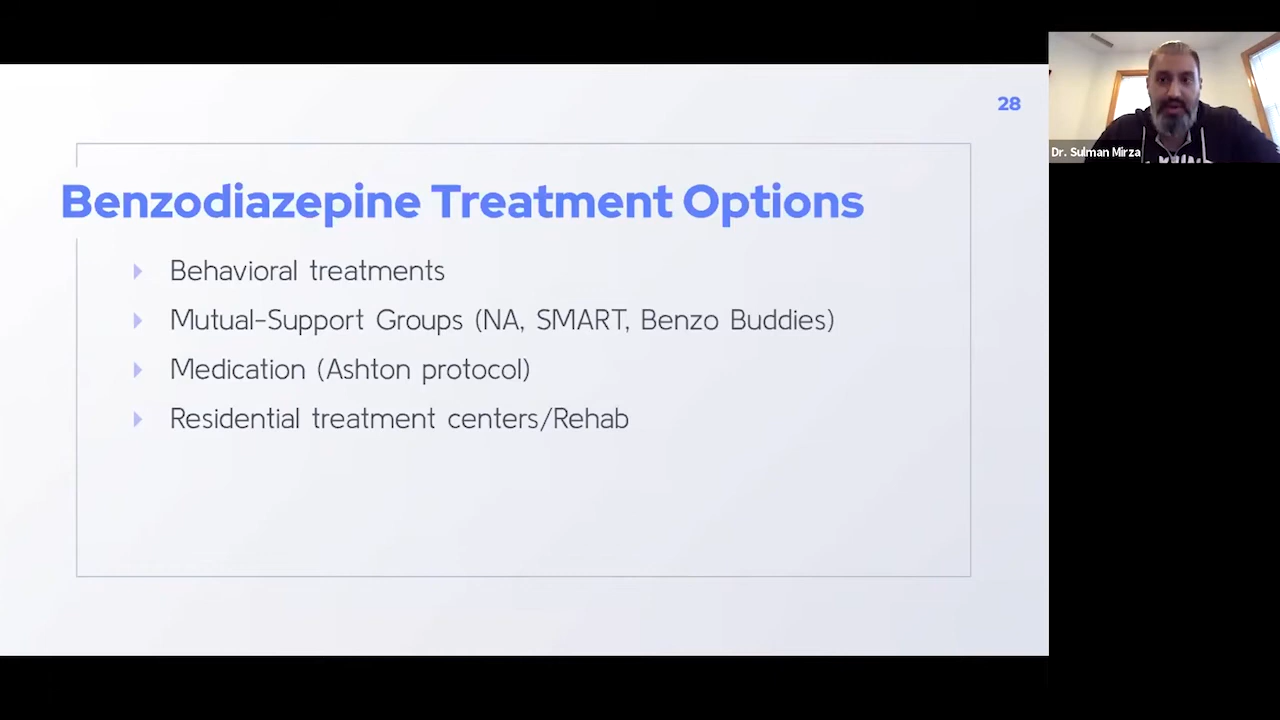 28
Dr. Sulman Mirza
Benzodiazepine Treatment Options
Behavioral treatments
Mutual-Support Groups (NA, SMART, Benzo Buddies)
Medication (Ashton protocol)
Residential treatment centers/Rehab